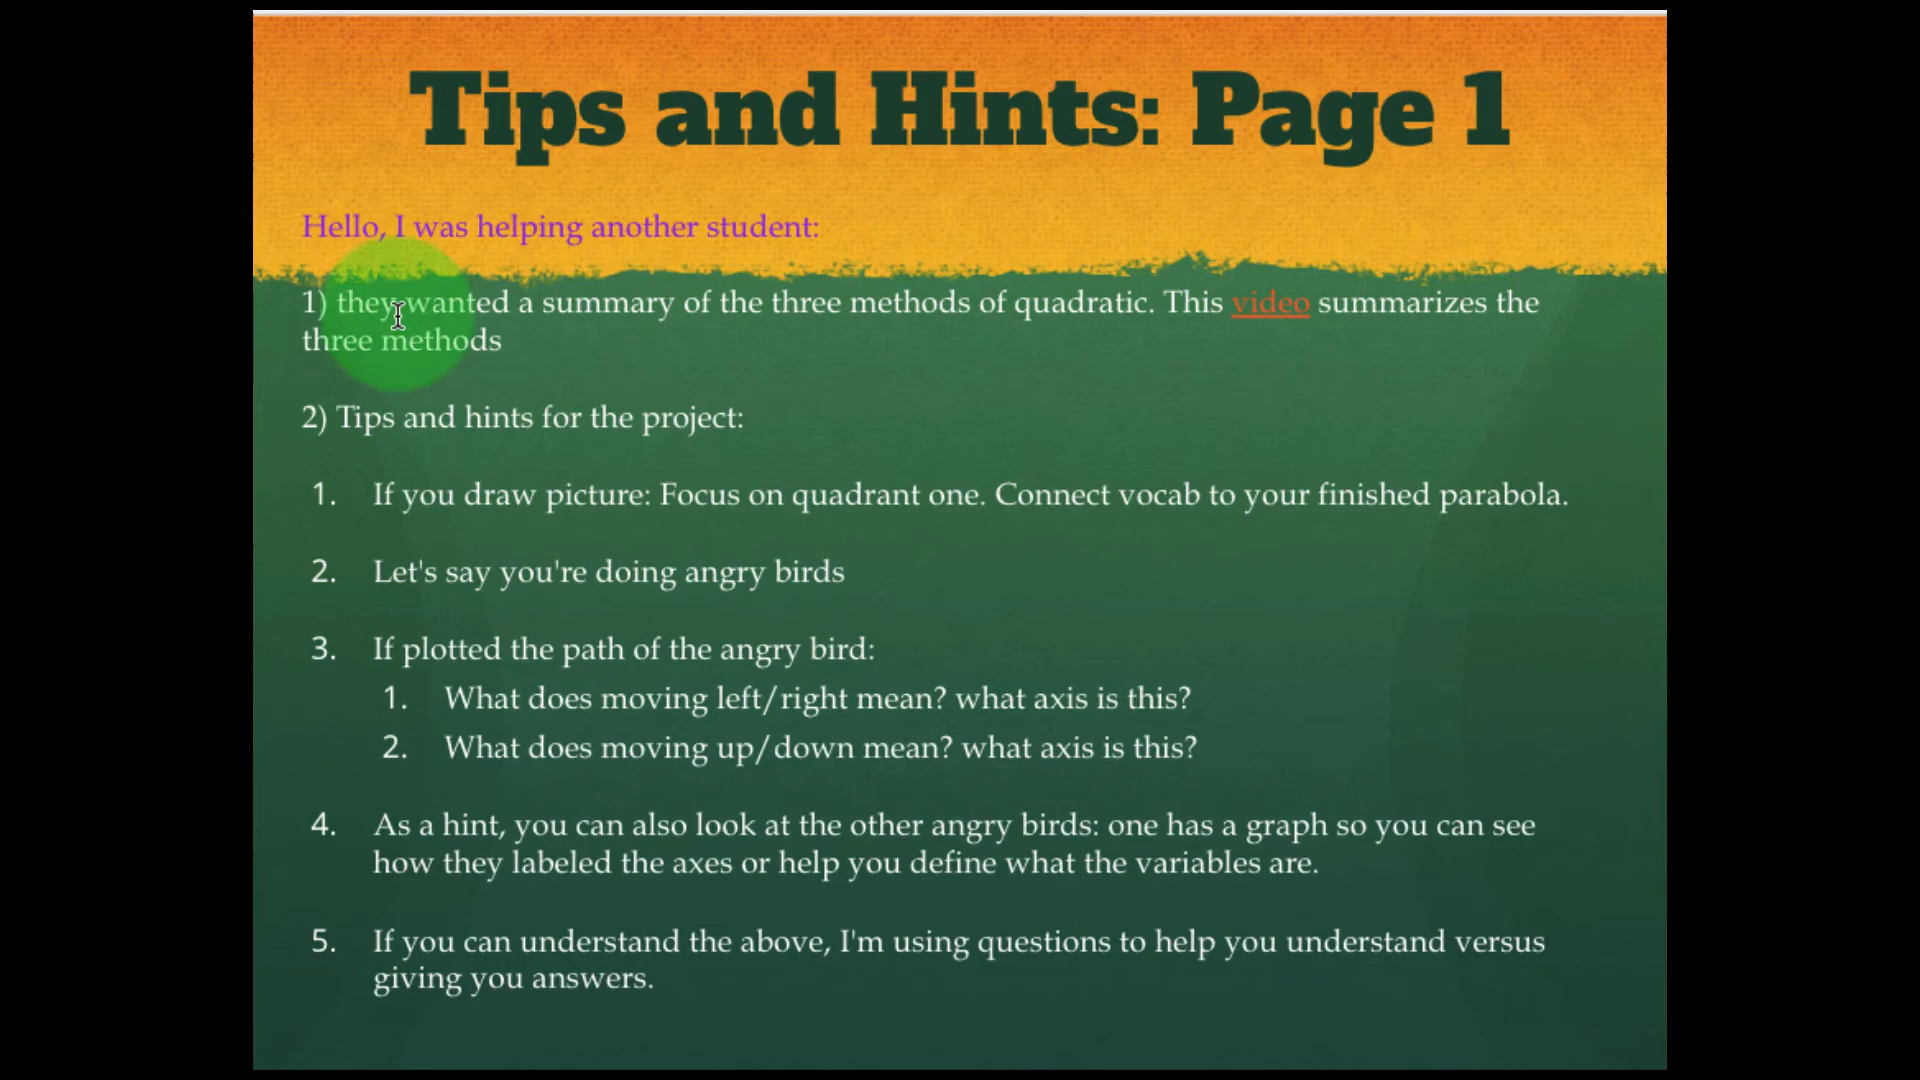 Tips and Hints: Page 1
Hello, I was helping another student:
1) they wanted a summary of the three methods of quadratic. This video summarizes the
three methods
2) Tips and hints for the project:
1. If you draw picture: Focus on quadrant one. Connect vocab to your finished parabola.
2. Let's say you're doing angry birds
3. If plotted the path of the angry bird:
1. What does moving left/right mean? what axis is this?
2. What does moving up/down mean? what axis is this?
4. As a hint, you can also look at the other angry birds: one has a graph so you can see
how they labeled the axes or help you define what the variables are.
5. If you can understand the above, I'm using questions to help you understand versus
giving you answers.